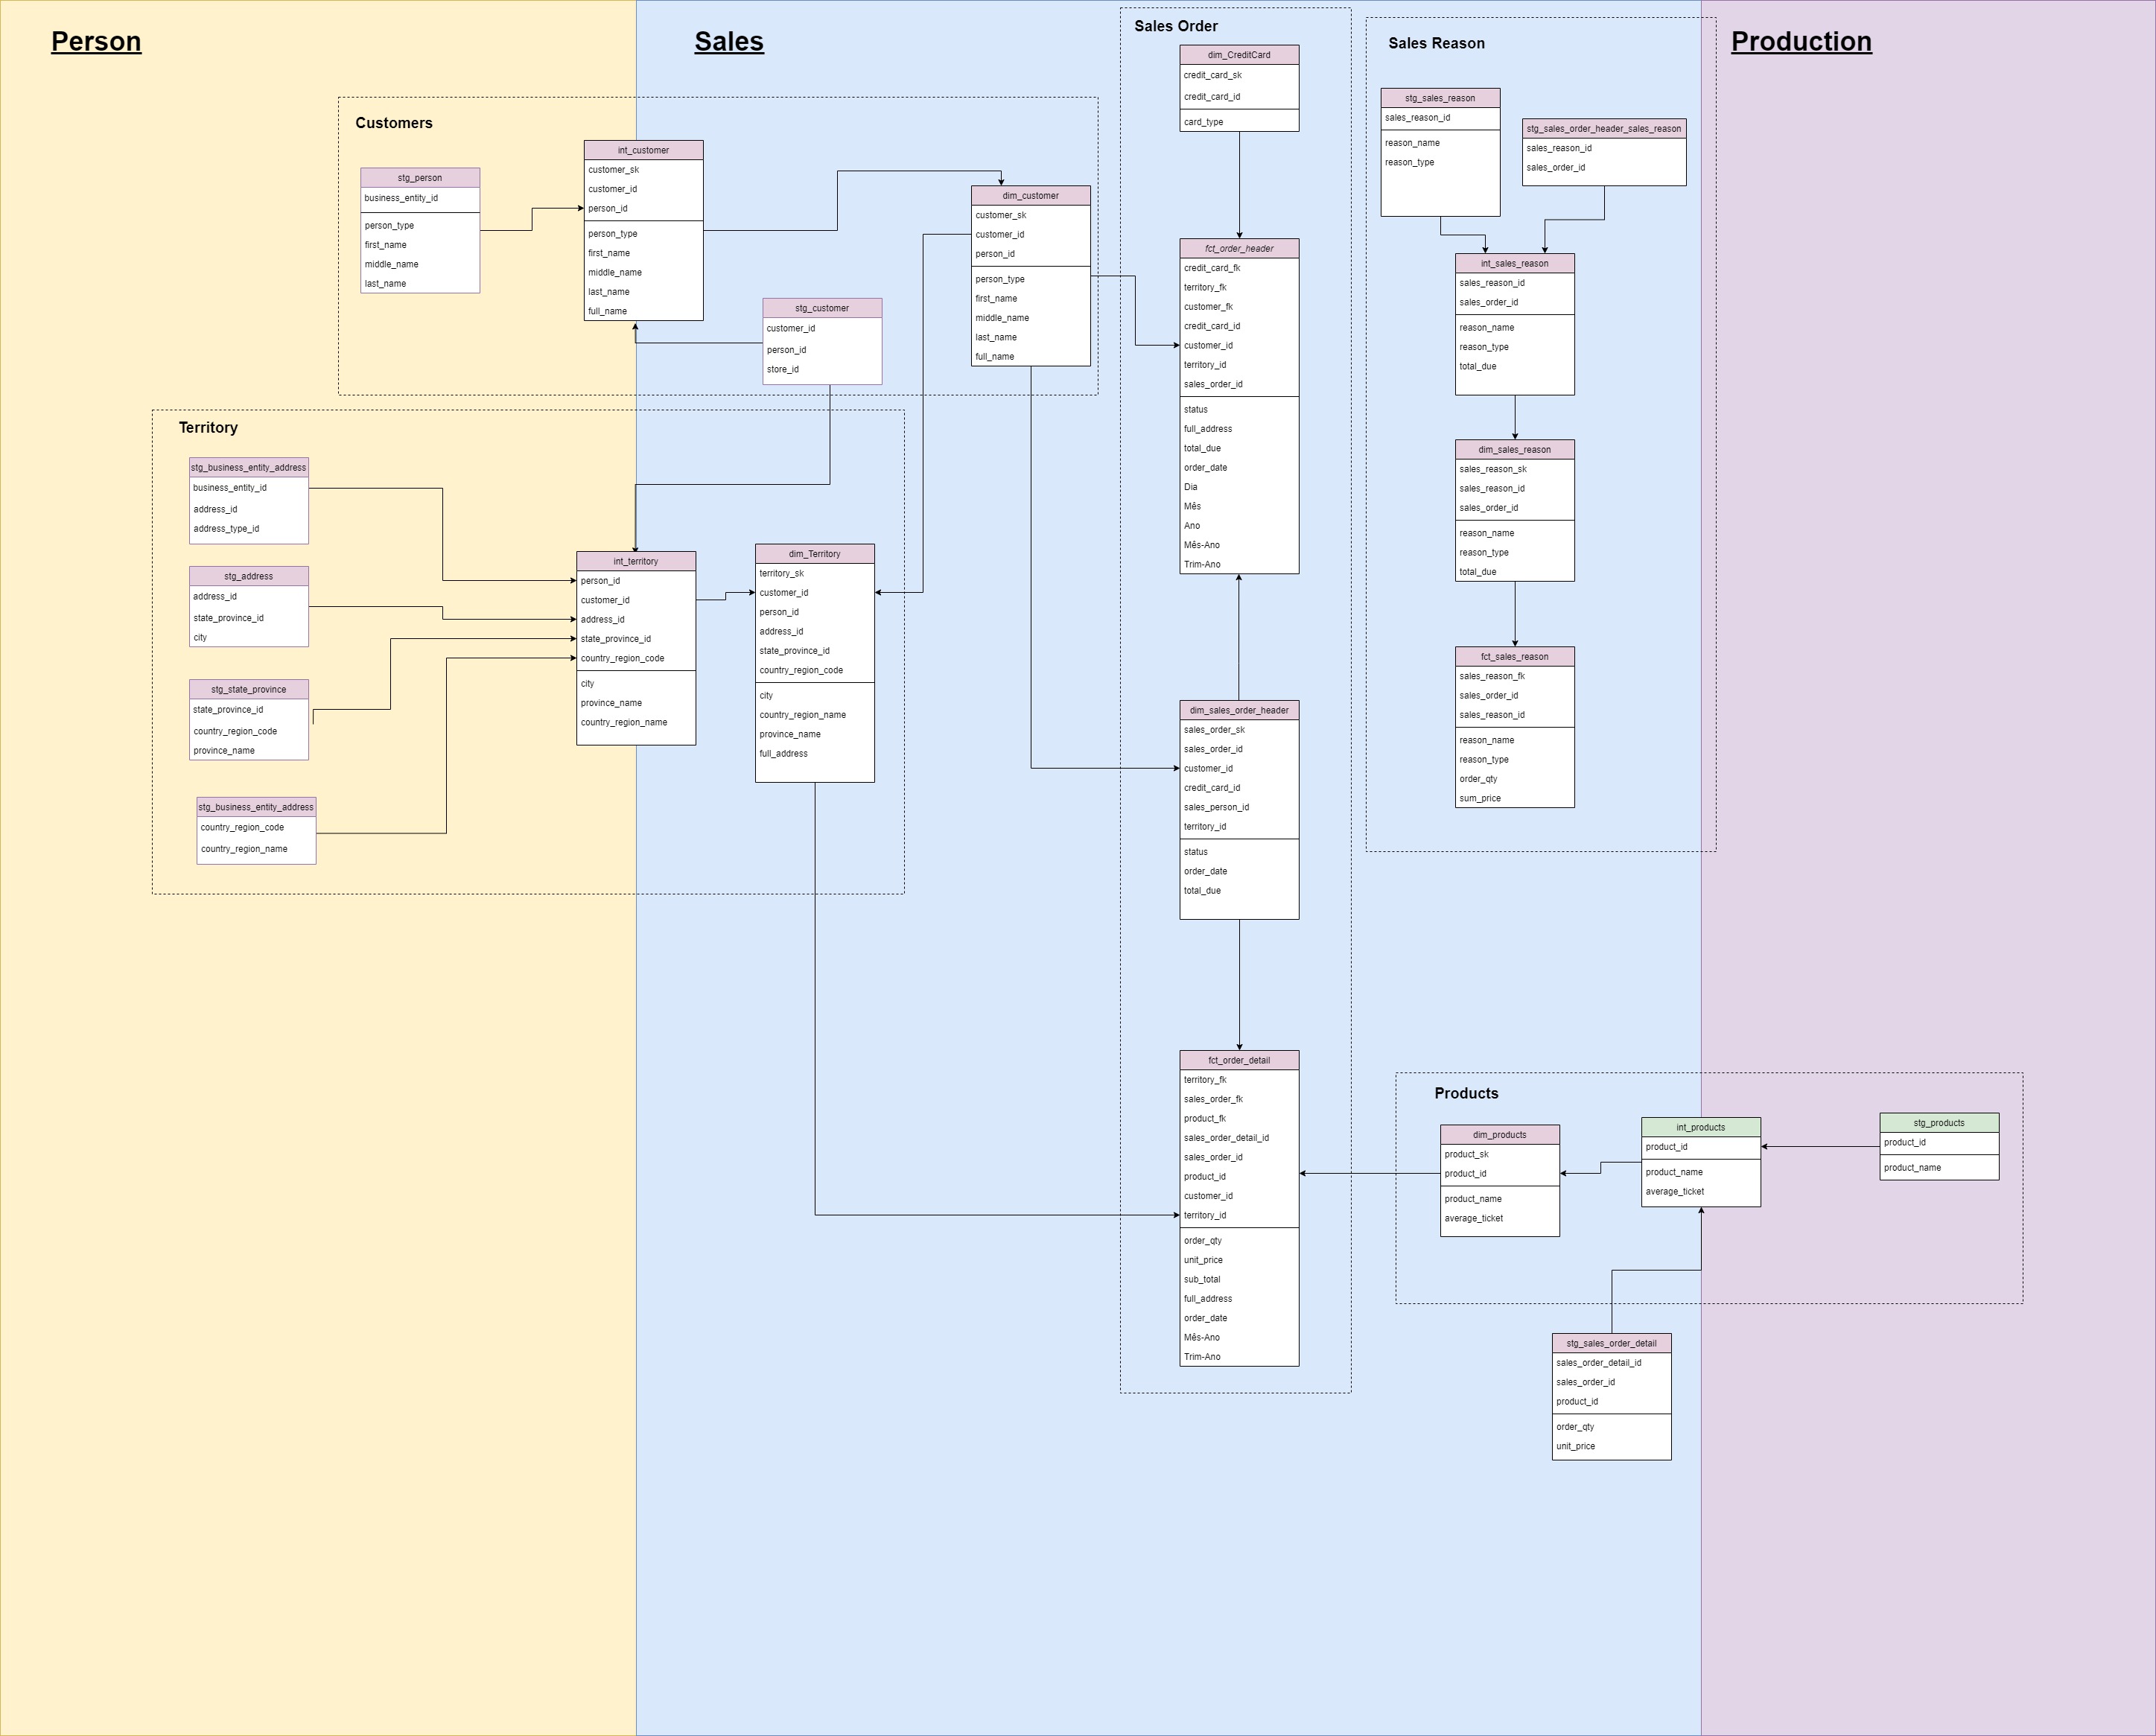 Person
Sales
Production
Customers
stg_person
business_entity_id
person_type
first_name
middle_name
last_name
int_customer
customer_sk
customer_id
person_id
person_type
first_name
middle_name
last_name
full_name
stg_customer
customer_id
person_id
store_id
dim_customer
customer_sk
customer_id
person_id
person_type
first_name
middle_name
last_name
full_name
Territory
stg_business_entity_address
business_entity_id
address_id
address_type_id
stg_address
address_id
state_province_id
city
stg_state_province
state_province_id
country_region_code
province_name
stg_business_entity_address
country_region_code
country_region_name
int_territory
person_id
customer_id
address_id
state_province_id
country_region_code
city
province_name
country_region_name
dim_Territory
territory_sk
customer_id
person_id
address_id
state_province_id
country_region_code
city
country_region_name
province_name
full_address
Sales Order
dim_CreditCard
credit_card_sk
credit_card_id
card_type
fct_order_header
credit_card_fk
territory_fk
customer_fk
credit_card_id
customer_id
territory_id
sales_order_id
status
full_address
total_due
order_date
Dia
Mês
Ano
Mês-Ano
Trim-Ano
dim_sales_order_header
sales_order_sk
sales_order_id
customer_id
credit_card_id
sales_person_id
territory_id
status
order_date
total_due
fct_order_detail
territory_fk
sales_order_fk
product_fk
sales_order_detail_id
sales_order_id
product_id
customer_id
territory_id
order_qty
unit_price
sub_total
full_address
order_date
Mês-Ano
Trim-Ano
Sales Reason
stg_sales_reason
sales_reason_id
reason_name
reason_type
stg_sales_order_header_sales_reason
sales_reason_id
sales_order_id
int_sales_reason
sales_reason_id
sales_order_id
reason_name
reason_type
total_due
dim_sales_reason
sales_reason_sk
sales_reason_id
sales_order_id
reason_name
reason_type
total_due
fct_sales_reason
sales_reason_fk
sales_order_id
sales_reason_id
reason_name
reason_type
order_qty
sum_price
Products
dim_products
product_sk
product_id
product_name
average_ticket
int_products
product_id
product_name
average_ticket
stg_products
product_id
product_name
stg_sales_order_detail
sales_order_detail_id
sales_order_id
product_id
order_qty
unit_price